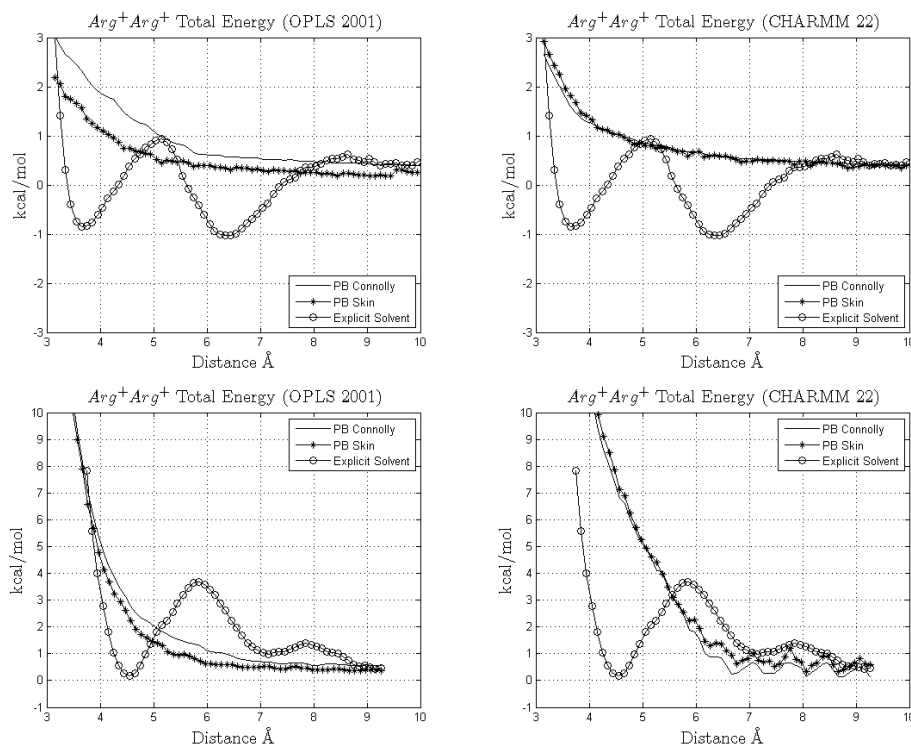 Arg⁺Arg⁺ Total Energy (OPLS 2001)
3
2
1
0
-1
-2
-3
kcal/mol
PB Connolly
PB Skin
Explicit Solvent
3 4 5 6 7 8 9 10
Distance Å
Arg⁺Arg⁺ Total Energy (CHARMM 22)
3
2
1
0
-1
-2
-3
kcal/mol
PB Connolly
PB Skin
Explicit Solvent
3 4 5 6 7 8 9 10
Distance Å
Arg⁺Arg⁺ Total Energy (OPLS 2001)
10
9
8
7
6
5
4
3
2
1
0
-1
kcal/mol
PB Connolly
PB Skin
Explicit Solvent
3 4 5 6 7 8 9 10
Distance Å
Arg⁺Arg⁺ Total Energy (CHARMM 22)
10
9
8
7
6
5
4
3
2
1
0
-1
kcal/mol
PB Connolly
PB Skin
Explicit Solvent
3 4 5 6 7 8 9 10
Distance Å